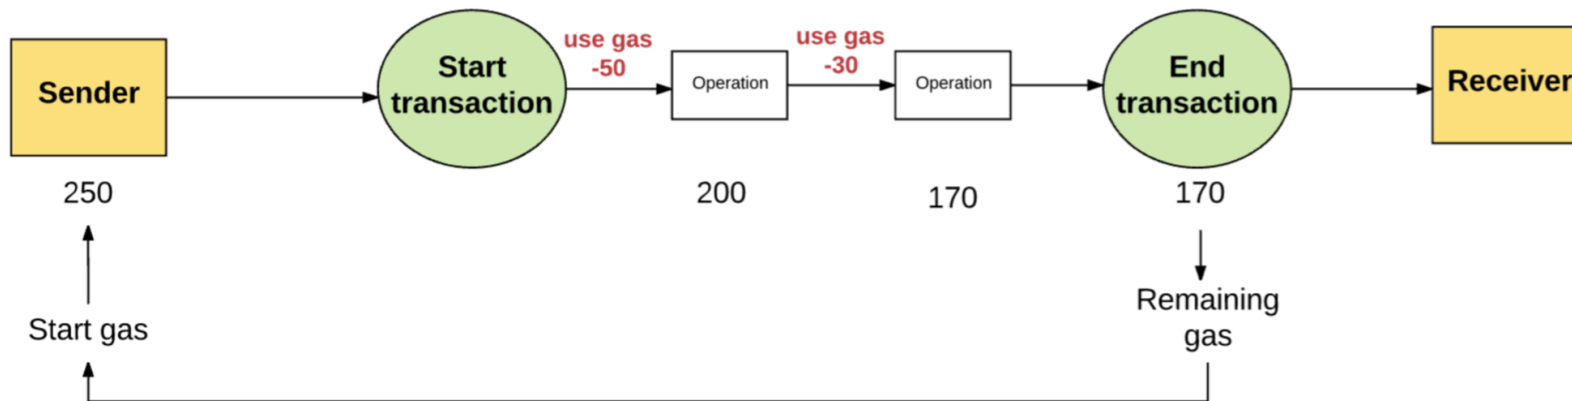 Sender
Start
transaction
use gas
-50
Operation
use gas
-30
Operation
End
transaction
Receiver
250
200
170
170
Start gas
Remaining
gas